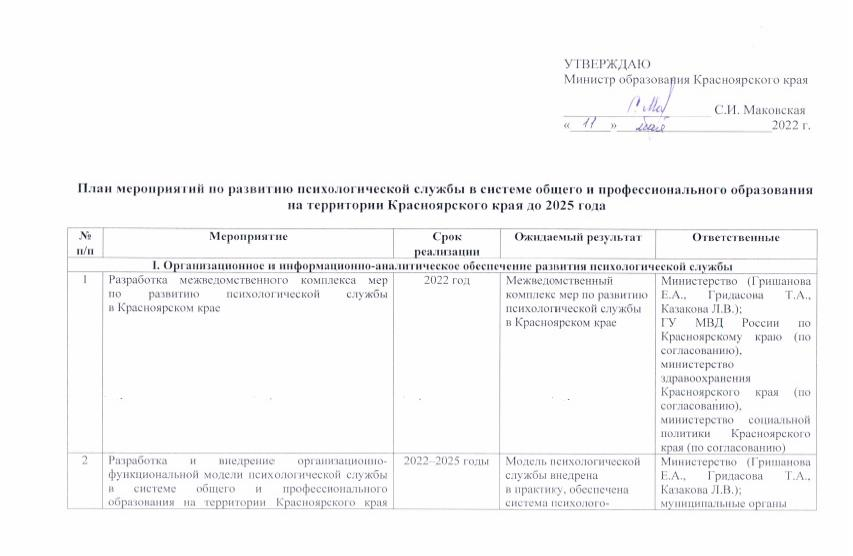 УТВЕРЖДАЮ
Министр образования Красноярского края
С.И. Маковская
« 11 » мая 2022 г.
План мероприятий по развитию психологической службы в системе общего и профессионального образования
на территории Красноярского края до 2025 года
№ п/п
Мероприятие
Срок
реализации
Ожидаемый результат
Ответственные
I. Организационное и информационно-аналитическое обеспечение развития психологической службы
1
Разработка межведомственного комплекса мер
по развитию психологической службы
в Красноярском крае
2022 год
Межведомственный
комплекс мер по развитию
психологической службы
в Красноярском крае
Министерство (Гришанова
Е.А., Гридасова Т.А.,
Казакова Л.В.);
ГУ МВД России по
Красноярскому краю (по
согласованию),
министерство
здравоохранения
Красноярского края (по
согласованию),
министерство социальной
политики Красноярского
края (по согласованию)
2
Разработка и внедрение организационно-
функциональной модели психологической службы
в системе общего и профессионального
образования на территории Красноярского края
2022–2025 годы
Модель психологической
службы внедрена
в практику, обеспечена
система психолого-
Министерство (Гришанова
Е.А., Гридасова Т.А.,
Казакова Л.В.);
муниципальные органы